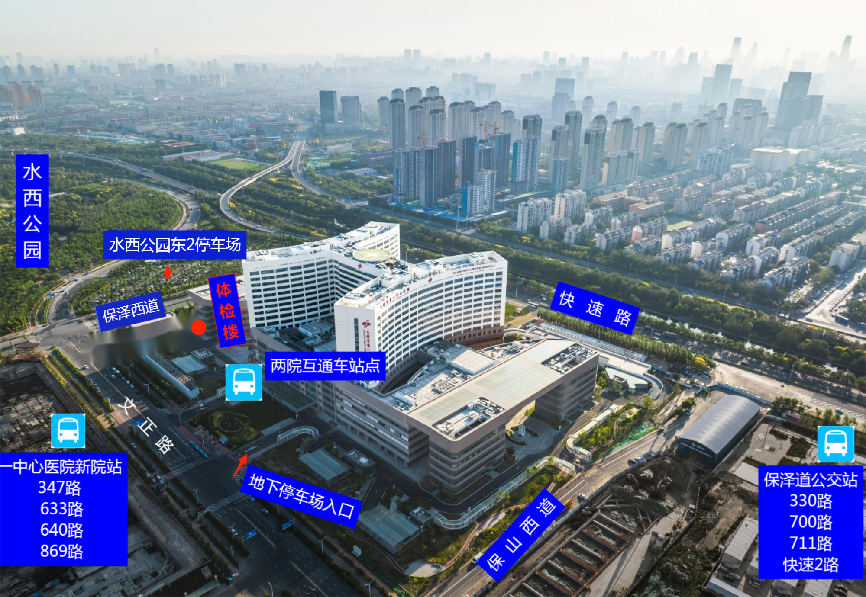 水西公园
水西公园东2停车场
保泽西道
体检楼
快速路
两院互通车站点
文正路
一中心医院新院站
347路
633路
640路
869路
地下停车场入口
保山西道
保泽道公交站
330路
700路
711路
快速2路